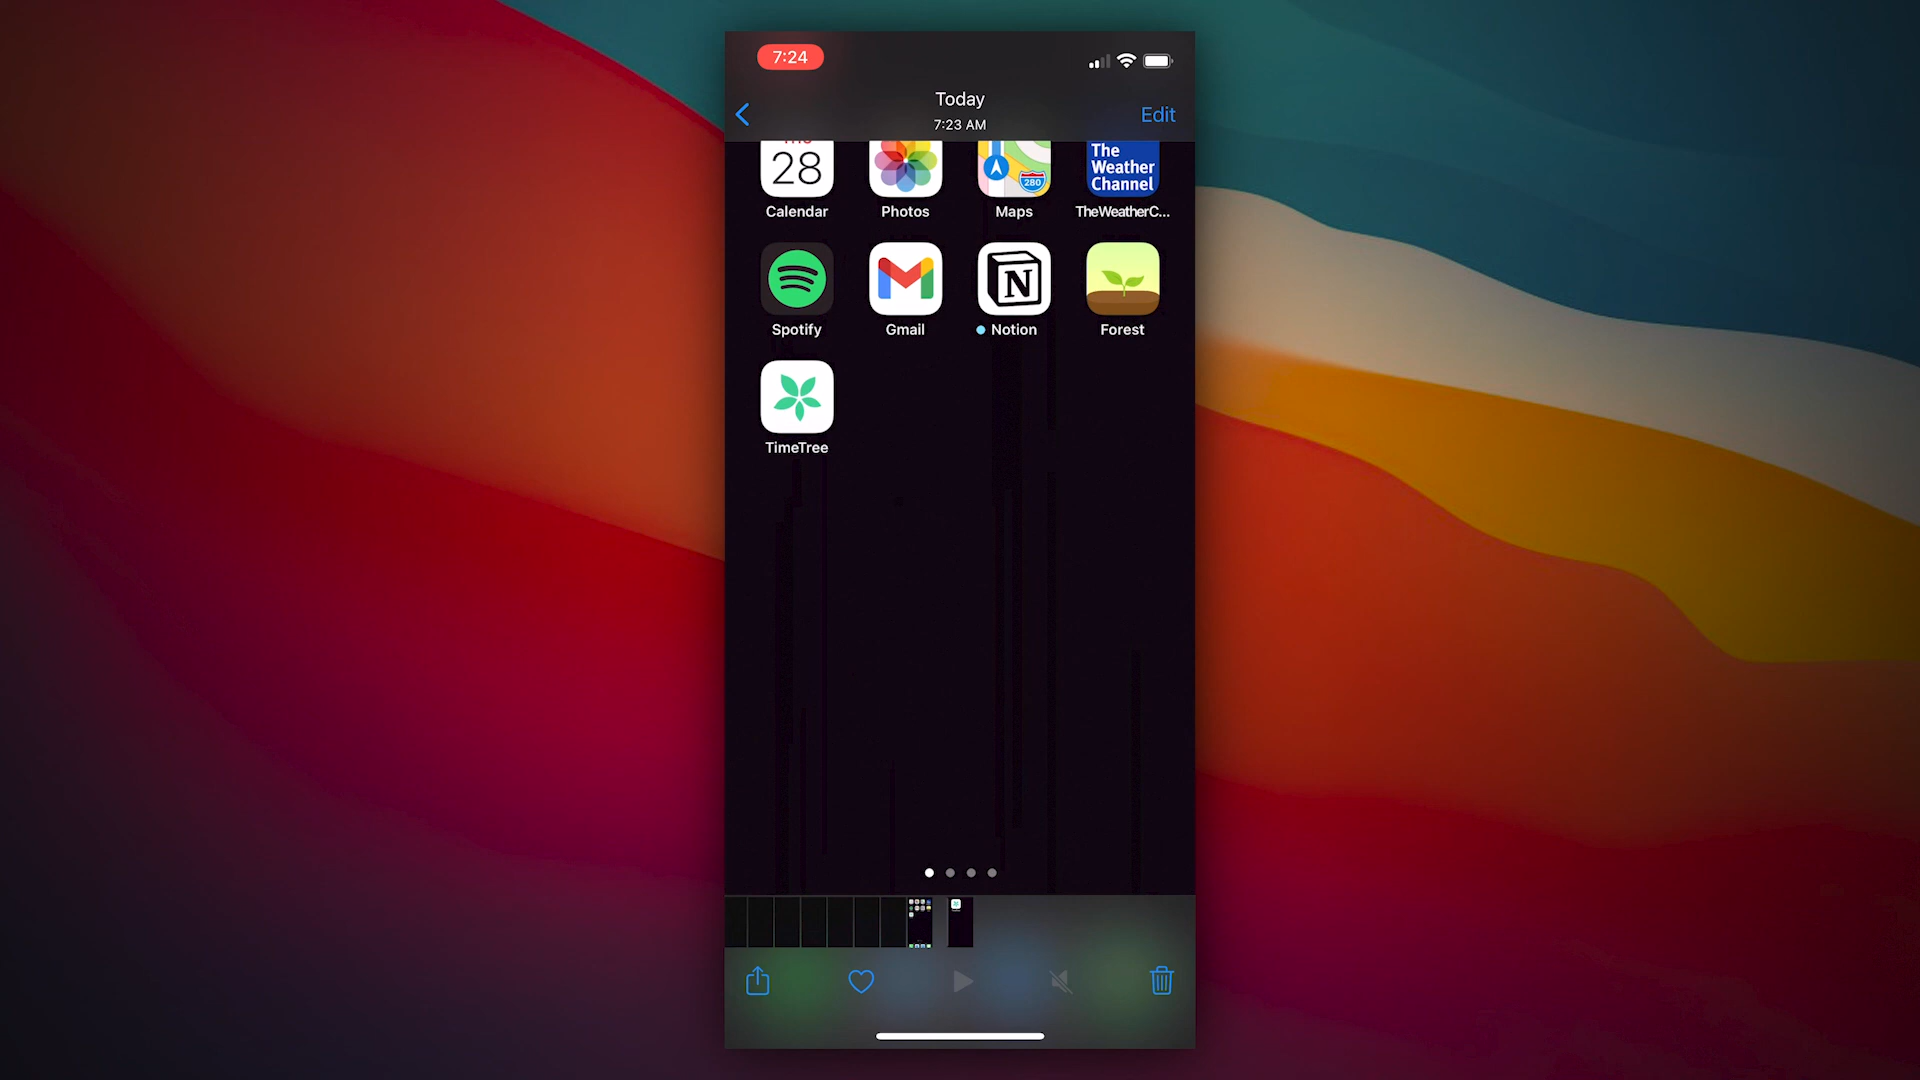 7:24
Today
7:23 AM
Edit
28
280
The
Weather
Channel
Calendar
Photos
Maps
TheWeatherC...
N
Spotify
Gmail
Notion
Forest
TimeTree